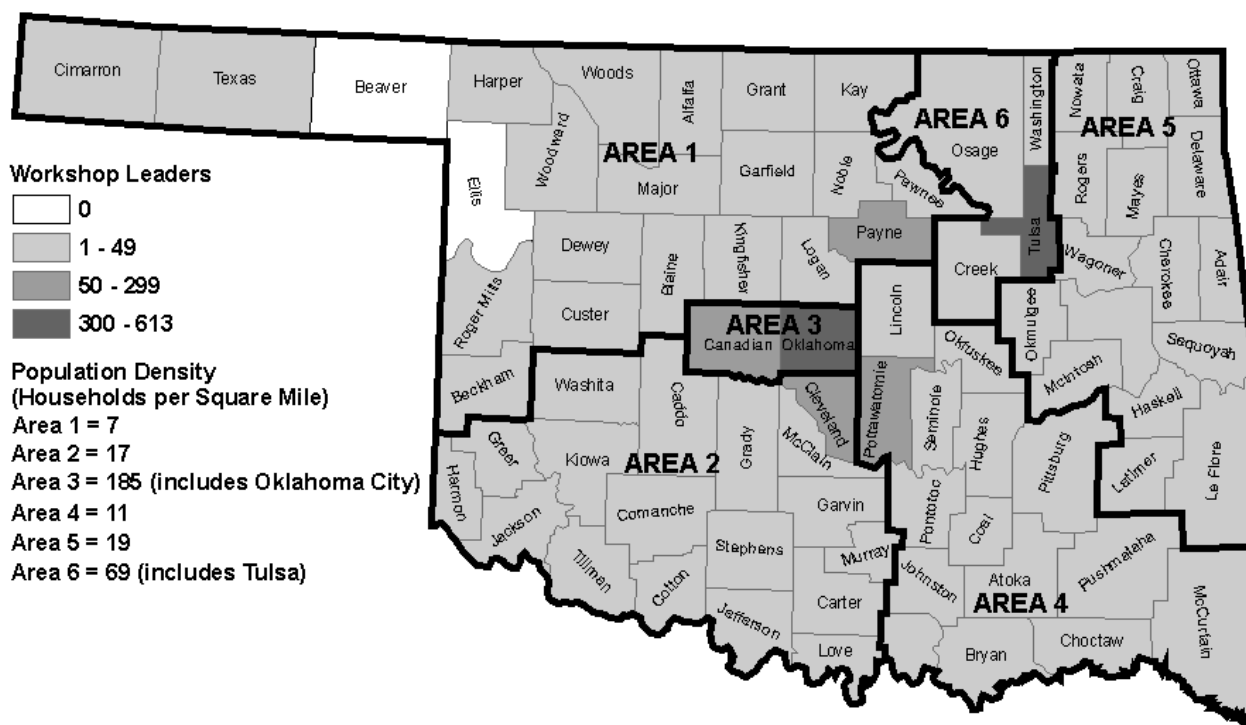 Cimarron
Texas
Beaver
Harper
Woods
Alfalfa
Grant
Kay
Washington
Nowata
Craig
Ottawa
AREA 6
AREA 5
Osage
Woodward
AREA 1
Major
Garfield
Noble
Pawnee
Rogers
Mayes
Delaware
Workshop Leaders
0
1 - 49
50 - 299
300 - 613
Ellis
Dewey
Blaine
Kingfisher
Logan
Payne
Creek
Tulsa
Wagoner
Cherokee
Adair
Roger Mills
Custer
AREA 3
Canadian
Oklahoma
Lincoln
Okfuskee
Okmulgee
McIntosh
Sequoyah
Population Density
(Households per Square Mile)
Area 1 = 7
Area 2 = 17
Area 3 = 185 (includes Oklahoma City)
Area 4 = 11
Area 5 = 19
Area 6 = 69 (includes Tulsa)
Beckham
Washita
Caddo
Grady
McClain
Cleveland
Pottawatomie
Seminole
Hughes
Pittsburg
Haskell
Latimer
Le Flore
Harmon
Greer
Kiowa
AREA 2
Jackson
Comanche
Garvin
Pontotoc
Coal
Tillman
Cotton
Stephens
Murray
Johnston
Atoka
Pushmataha
AREA 4
Jefferson
Carter
Love
Bryan
Choctaw
McCurtain